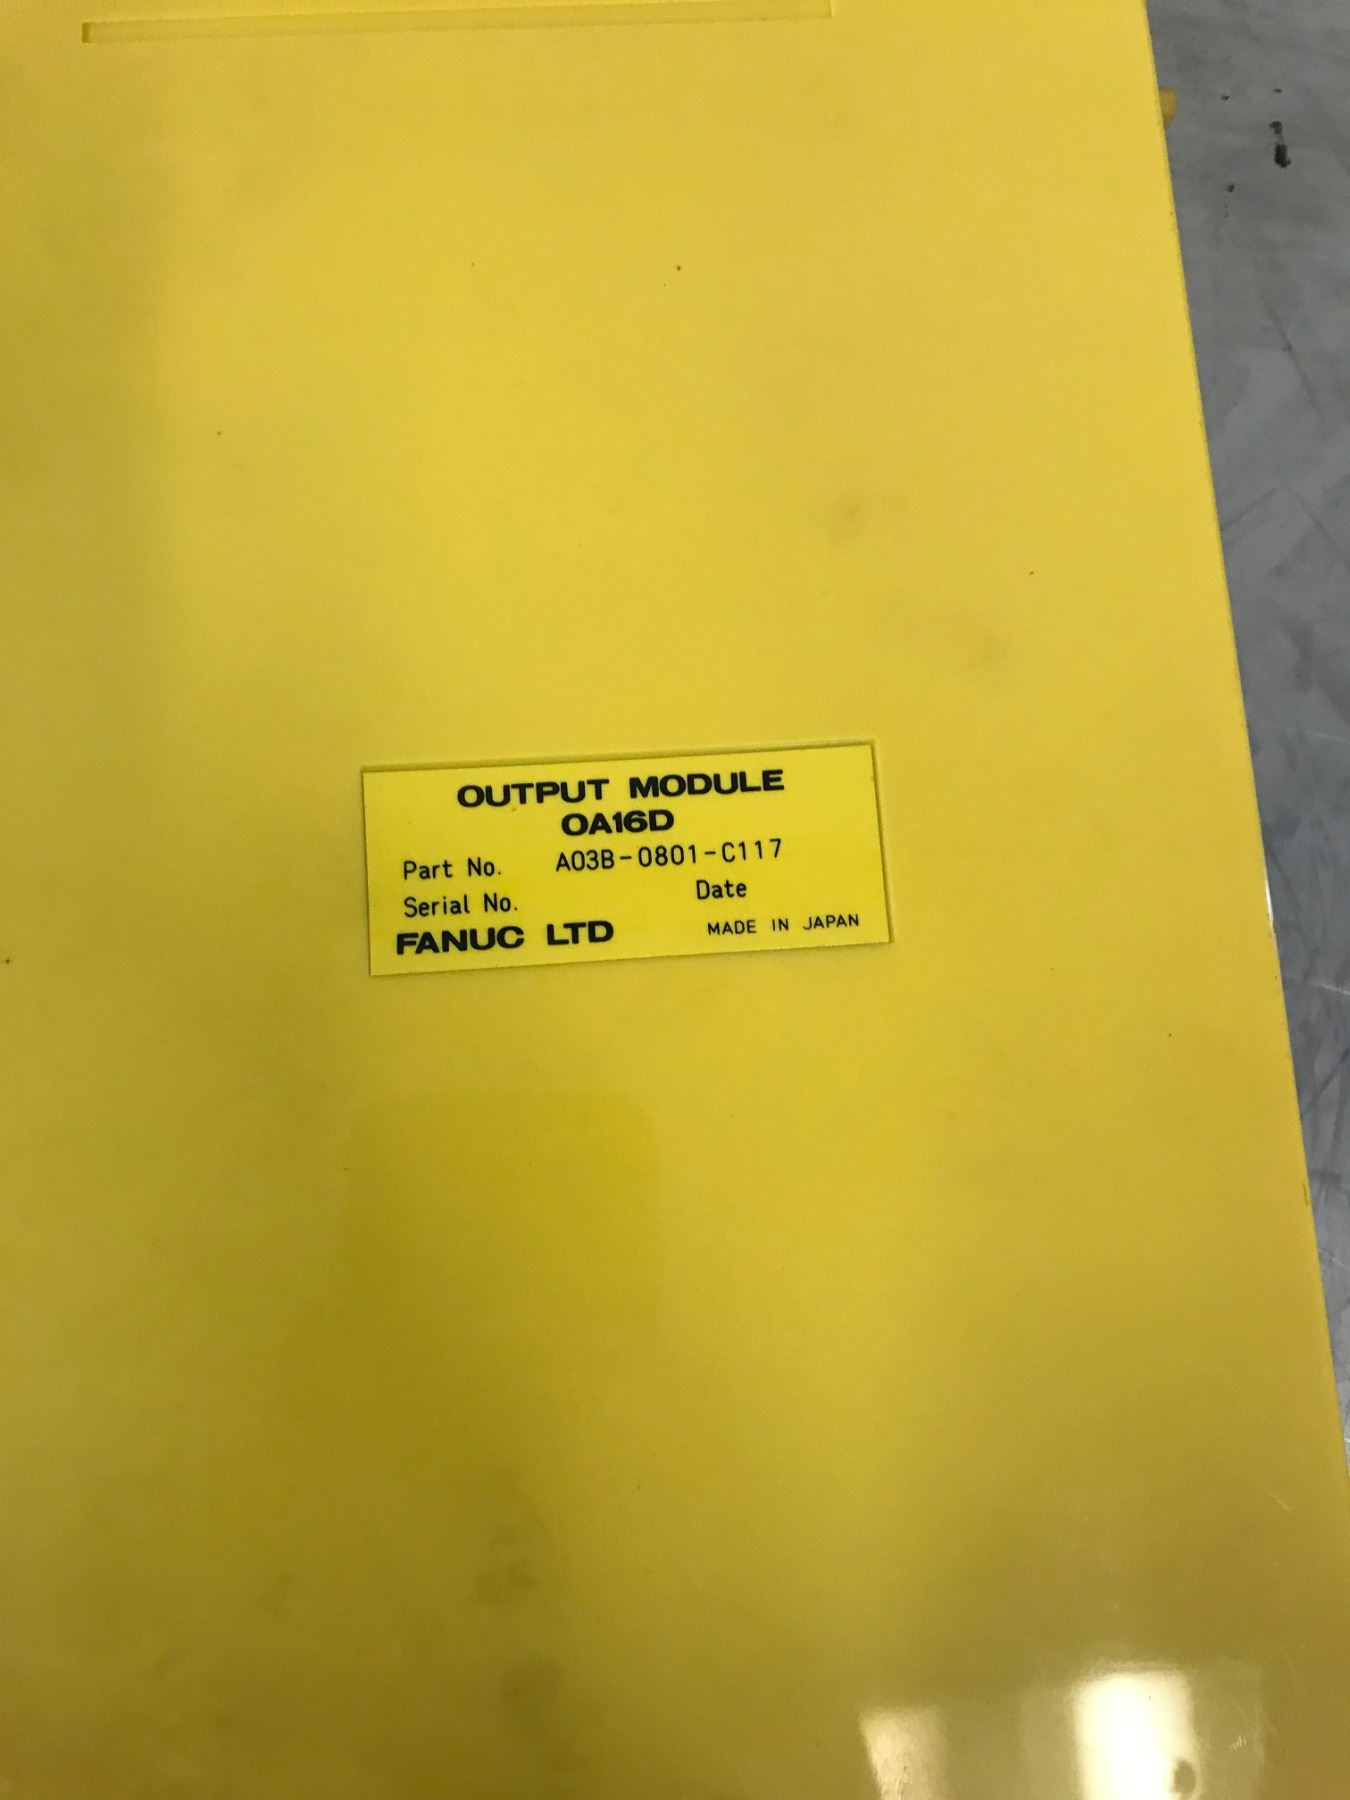 OUTPUT MODULE
OA16D
Part No. A03B-0801-C117
Serial No. Date
FANUC LTD MADE IN JAPAN